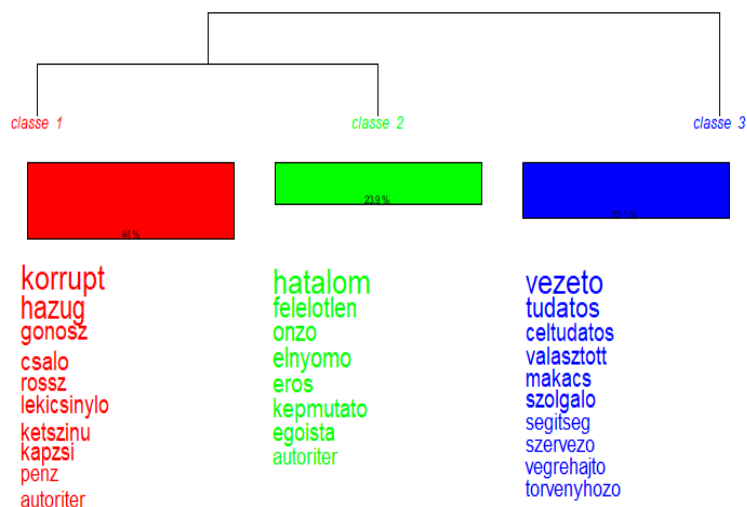 classe 1
classe 2
classe 3
44 %
23.9 %
32.1 %
korrupt
hazug
gonosz
csalo
rossz
lekicsinylo
ketszinu
kapzsi
penz
autoriter
hatalom
felelotlen
onzo
elnyomo
eros
kepmutato
egoista
autoriter
vezeto
tudatos
celtudatos
valasztott
makacs
szolgalo
segitseg
szervezo
vegrehajto
torvenyhozo